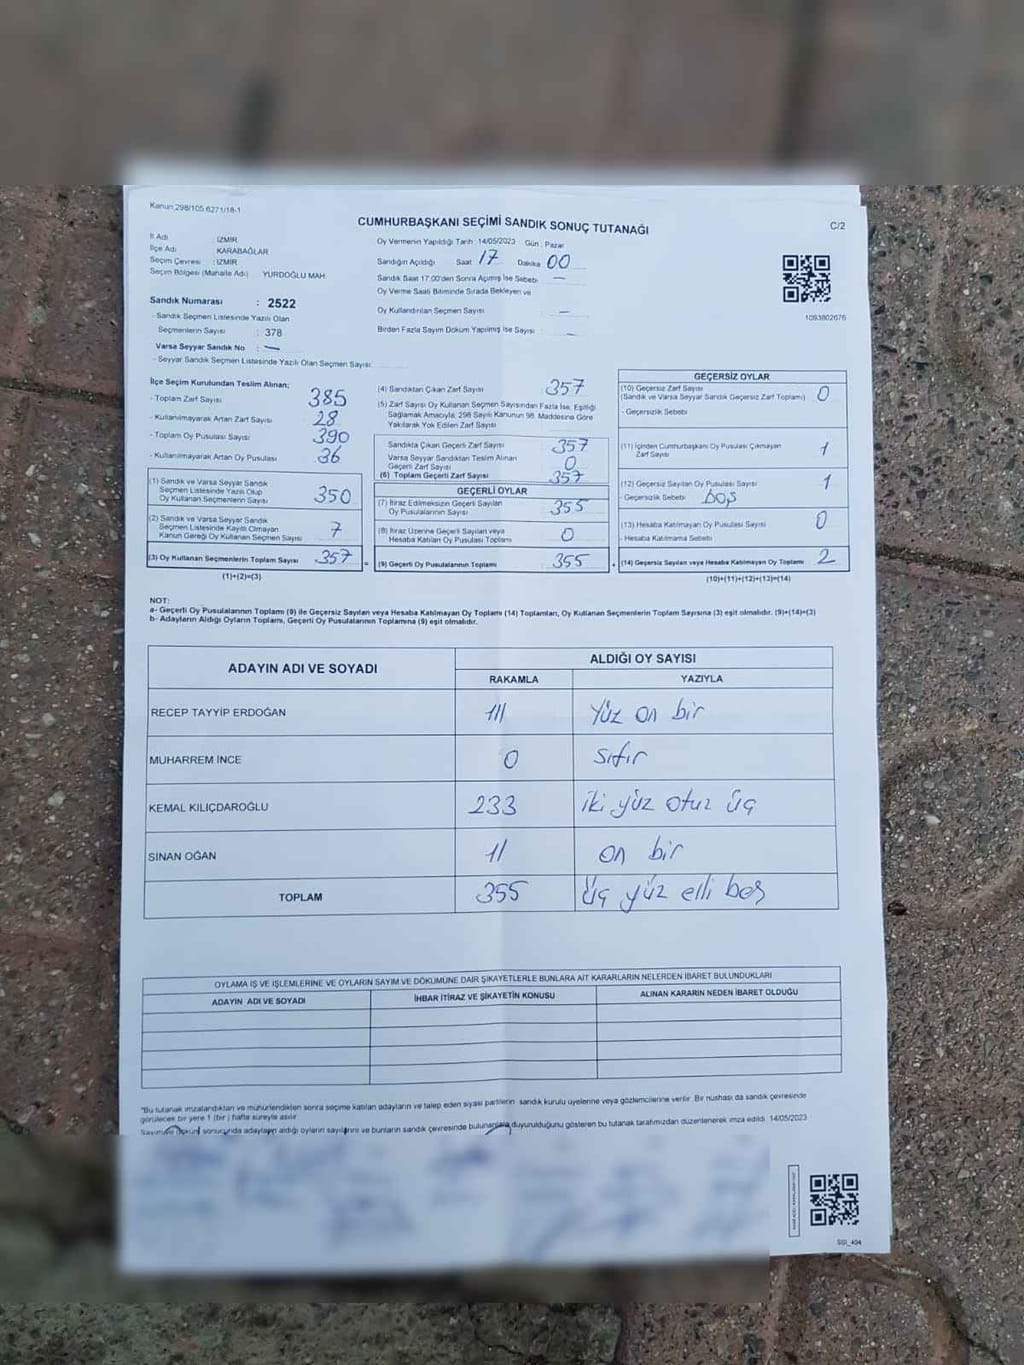 Kanun 298/105 6271/18-1
CUMHURBAŞKANI SEÇİMİ SANDIK SONUÇ TUTANAĞI
C/2
İl Adı : İZMİR
İlçe Adı : KARABAĞLAR
Seçim Çevresi : İZMİR
Seçim Bölgesi (Mahalle Adı) YURDOĞLU MAH.
Sandık Numarası : 2522
- Sandık Seçmen Listesinde Yazılı Olan
Seçmenlerin Sayısı : 378
Varsa Seyyar Sandık No : —
- Seyyar Sandık Seçmen Listesinde Yazılı Olan Seçmen Sayısı:
Oy Vermenin Yapıldığı Tarih : 14/05/2023 Gün : Pazar
Sandığın Açıldığı Saat 17 Dakika 00
Sandık Saat 17:00'den Sonra Açılmış İse Sebebi —
Oy Verme Saati Bitiminde Sırada Bekleyen ve
Oy Kullandırılan Seçmen Sayısı —
Birden Fazla Sayım Döküm Yapılmış İse Sayısı —
1093802676
İlçe Seçim Kurulundan Teslim Alınan;
- Toplam Zarf Sayısı 385
- Kullanılmayarak Artan Zarf Sayısı 28
- Toplam Oy Pusulası Sayısı 390
- Kullanılmayarak Artan Oy Pusulası 36
(1) Sandık ve Varsa Seyyar Sandık
Seçmen Listesinde Yazılı Olup
Oy Kullanan Seçmenlerin Sayısı 350
(2) Sandık ve Varsa Seyyar Sandık
Seçmen Listesinde Kayıtlı Olmayan
Kanun Gereği Oy Kullanan Seçmen Sayısı 7
(3) Oy Kullanan Seçmenlerin Toplam Sayısı 357
(1)+(2)=(3)
(4) Sandıktan Çıkan Zarf Sayısı 357
(5) Zarf Sayısı Oy Kullanan Seçmen Sayısından Fazla İse, Eşitliği
Sağlamak Amacıyla; 298 Sayılı Kanunun 98. Maddesine Göre
Yakılarak Yok Edilen Zarf Sayısı
Sandıkta Çıkan Geçerli Zarf Sayısı 357
Varsa Seyyar Sandıktan Teslim Alınan
Geçerli Zarf Sayısı 0
(6) Toplam Geçerli Zarf Sayısı 357
GEÇERLİ OYLAR
(7) İtiraz Edilmeksizin Geçerli Sayılan
Oy Pusulalarının Sayısı 355
(8) İtiraz Üzerine Geçerli Sayılan veya
Hesaba Katılan Oy Pusulası Toplamı 0
= (9) Geçerli Oy Pusulalarının Toplamı 355
GEÇERSİZ OYLAR
(10) Geçersiz Zarf Sayısı
(Sandık ve Varsa Seyyar Sandık Geçersiz Zarf Toplamı) 0
- Geçersizlik Sebebi
(11) İçinden Cumhurbaşkanı Oy Pusulası Çıkmayan
Zarf Sayısı 1
(12) Geçersiz Sayılan Oy Pusulası Sayısı 1
- Geçersizlik Sebebi boş
(13) Hesaba Katılmayan Oy Pusulası Sayısı 0
- Hesaba Katılmama Sebebi
+ (14) Geçersiz Sayılan veya Hesaba Katılmayan Oy Toplamı 2
(10)+(11)+(12)+(13)=(14)
NOT:
a- Geçerli Oy Pusulalarının Toplamı (9) ile Geçersiz Sayılan veya Hesaba Katılmayan Oy Toplamı (14) Toplamları, Oy Kullanan Seçmenlerin Toplam Sayısına (3) eşit olmalıdır. (9)+(14)=(3)
b- Adayların Aldığı Oyların Toplamı, Geçerli Oy Pusulalarının Toplamına (9) eşit olmalıdır.
ADAYIN ADI VE SOYADI
ALDIĞI OY SAYISI
RAKAMLA YAZIYLA
RECEP TAYYİP ERDOĞAN 111 Yüz on bir
MUHARREM İNCE 0 Sıfır
KEMAL KILIÇDAROĞLU 233 iki yüz otuz üç
SİNAN OĞAN 11 on bir
TOPLAM 355 Üç yüz elli beş
OYLAMA İŞ VE İŞLEMLERİNE VE OYLARIN SAYIM VE DÖKÜMÜNE DAİR ŞİKAYETLERLE BUNLARA AİT KARARLARIN NELERDEN İBARET BULUNDUKLARI
ADAYIN ADI VE SOYADI İHBAR İTİRAZ VE ŞİKAYETİN KONUSU ALINAN KARARIN NEDEN İBARET OLDUĞU
"Bu tutanak imzalandıktan ve mühürlendikten sonra seçime katılan adayların ve talep eden siyasi partilerin sandık kurulu üyelerine veya gözlemcilerine verilir. Bir nüshası da sandık çevresinde
görülecek bir yere 1 (bir) hafta süreyle asılır.
Sayım ve döküm sonucunda adayların aldığı oyların sayılarını ve bunların sandık çevresinde bulunanlara duyurulduğunu gösteren bu tutanak tarafımızdan düzenlenerek imza edildi. 14/05/2023
SSI_404